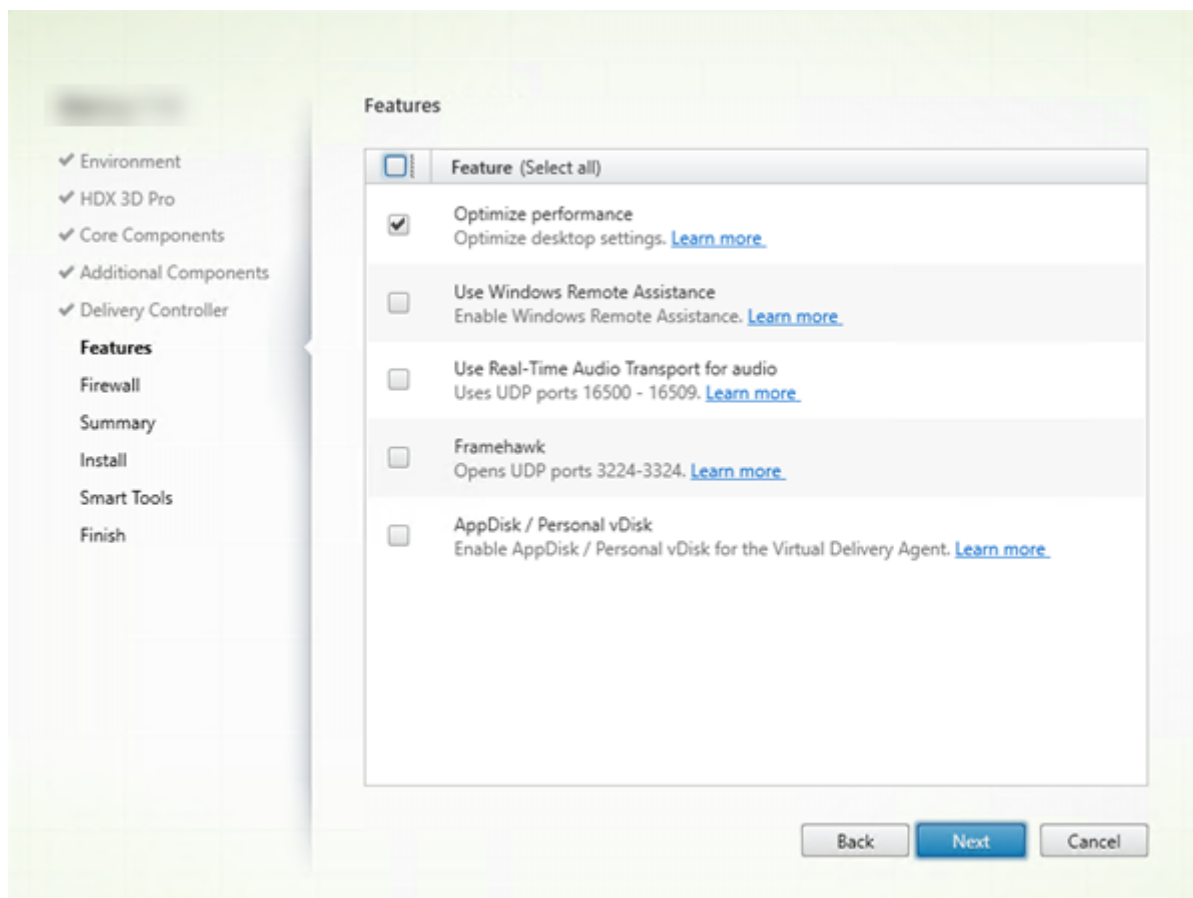 Features
Environment
HDX 3D Pro
Core Components
Additional Components
Delivery Controller
Features
Firewall
Summary
Install
Smart Tools
Finish
Feature (Select all)
Optimize performance
Optimize desktop settings. Learn more
Use Windows Remote Assistance
Enable Windows Remote Assistance. Learn more
Use Real-Time Audio Transport for audio
Uses UDP ports 16500 - 16509. Learn more
Framehawk
Opens UDP ports 3224-3324. Learn more
AppDisk / Personal vDisk
Enable AppDisk / Personal vDisk for the Virtual Delivery Agent. Learn more
Back
Next
Cancel